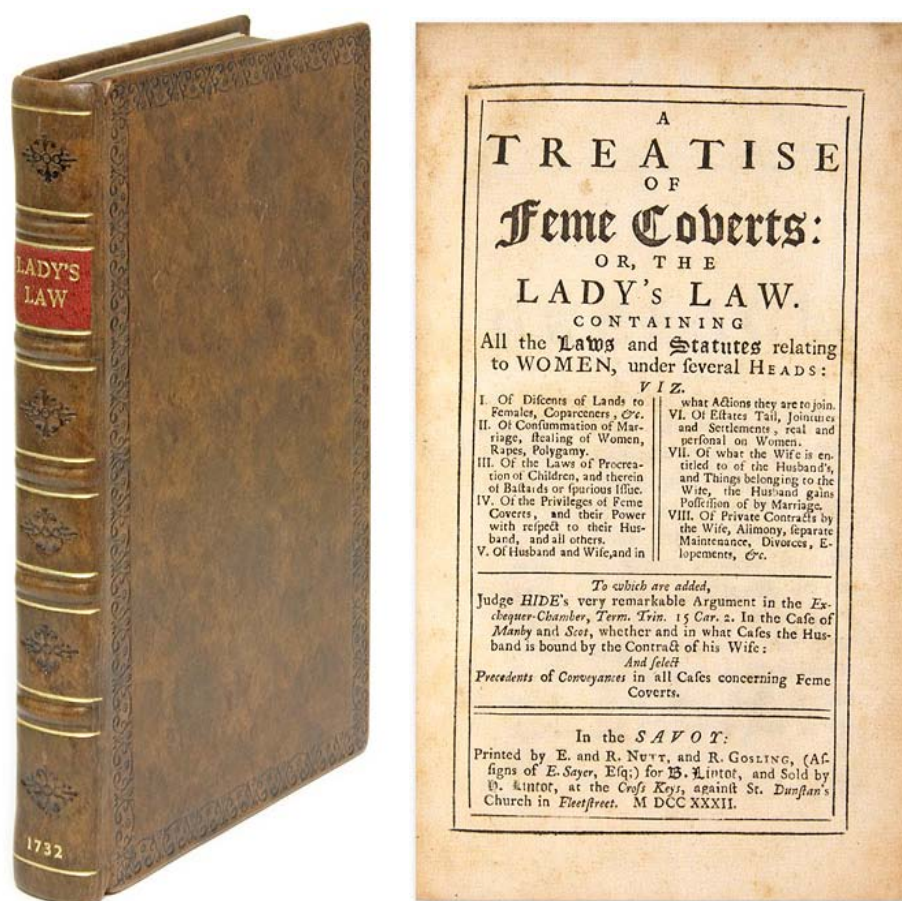 LADY'S
LAW
1732
A
TREATISE
OF
Feme Coverts:
OR, THE
LADY's LAW.
CONTAINING
All the Laws and Statutes relating
to WOMEN, under ſeveral HEADS:
VIZ.
I. Of Diſcents of Lands to
Females, Coparceners, &c.
II. Of Conſummation of Mar-
riage, ſtealing of Women,
Rapes, Polygamy.
III. Of the Laws of Procrea-
tion of Children, and therein
of Baſtards or ſpurious Iſſue.
IV. Of the Privileges of Feme
Coverts, and their Power
with reſpect to their Huſ-
band, and all others.
V. Of Husband and Wife, and in
what Actions they are to join.
VI. Of Eſtates Tail, Jointures
and Settlements, real and
perſonal on Women.
VII. Of what the Wife is en-
titled to of the Husband's,
and Things belonging to the
Wife, the Husband gains
Poſſeſſion of by Marriage.
VIII. Of Private Contracts by
the Wife, Alimony, ſeparate
Maintenance, Divorces, E-
lopements, &c.
To which are added,
Judge HIDE's very remarkable Argument in the Ex-
chequer-Chamber, Term. Trin. 15 Car. 2. In the Caſe of
Manby and Scot, whether and in what Caſes the Hus-
band is bound by the Contract of his Wife:
And ſelect
Precedents of Conveyances in all Caſes concerning Feme
Coverts.
In the SAVOY:
Printed by E. and R. NUTT, and R. GOSLING, (Aſ-
ſigns of E. Sayer, Eſq;) for B. Lintot, and Sold by
H. Lintot, at the Croſs Keys, againſt St. Dunſtan's
Church in Fleetſtreet. M DCC XXXII.